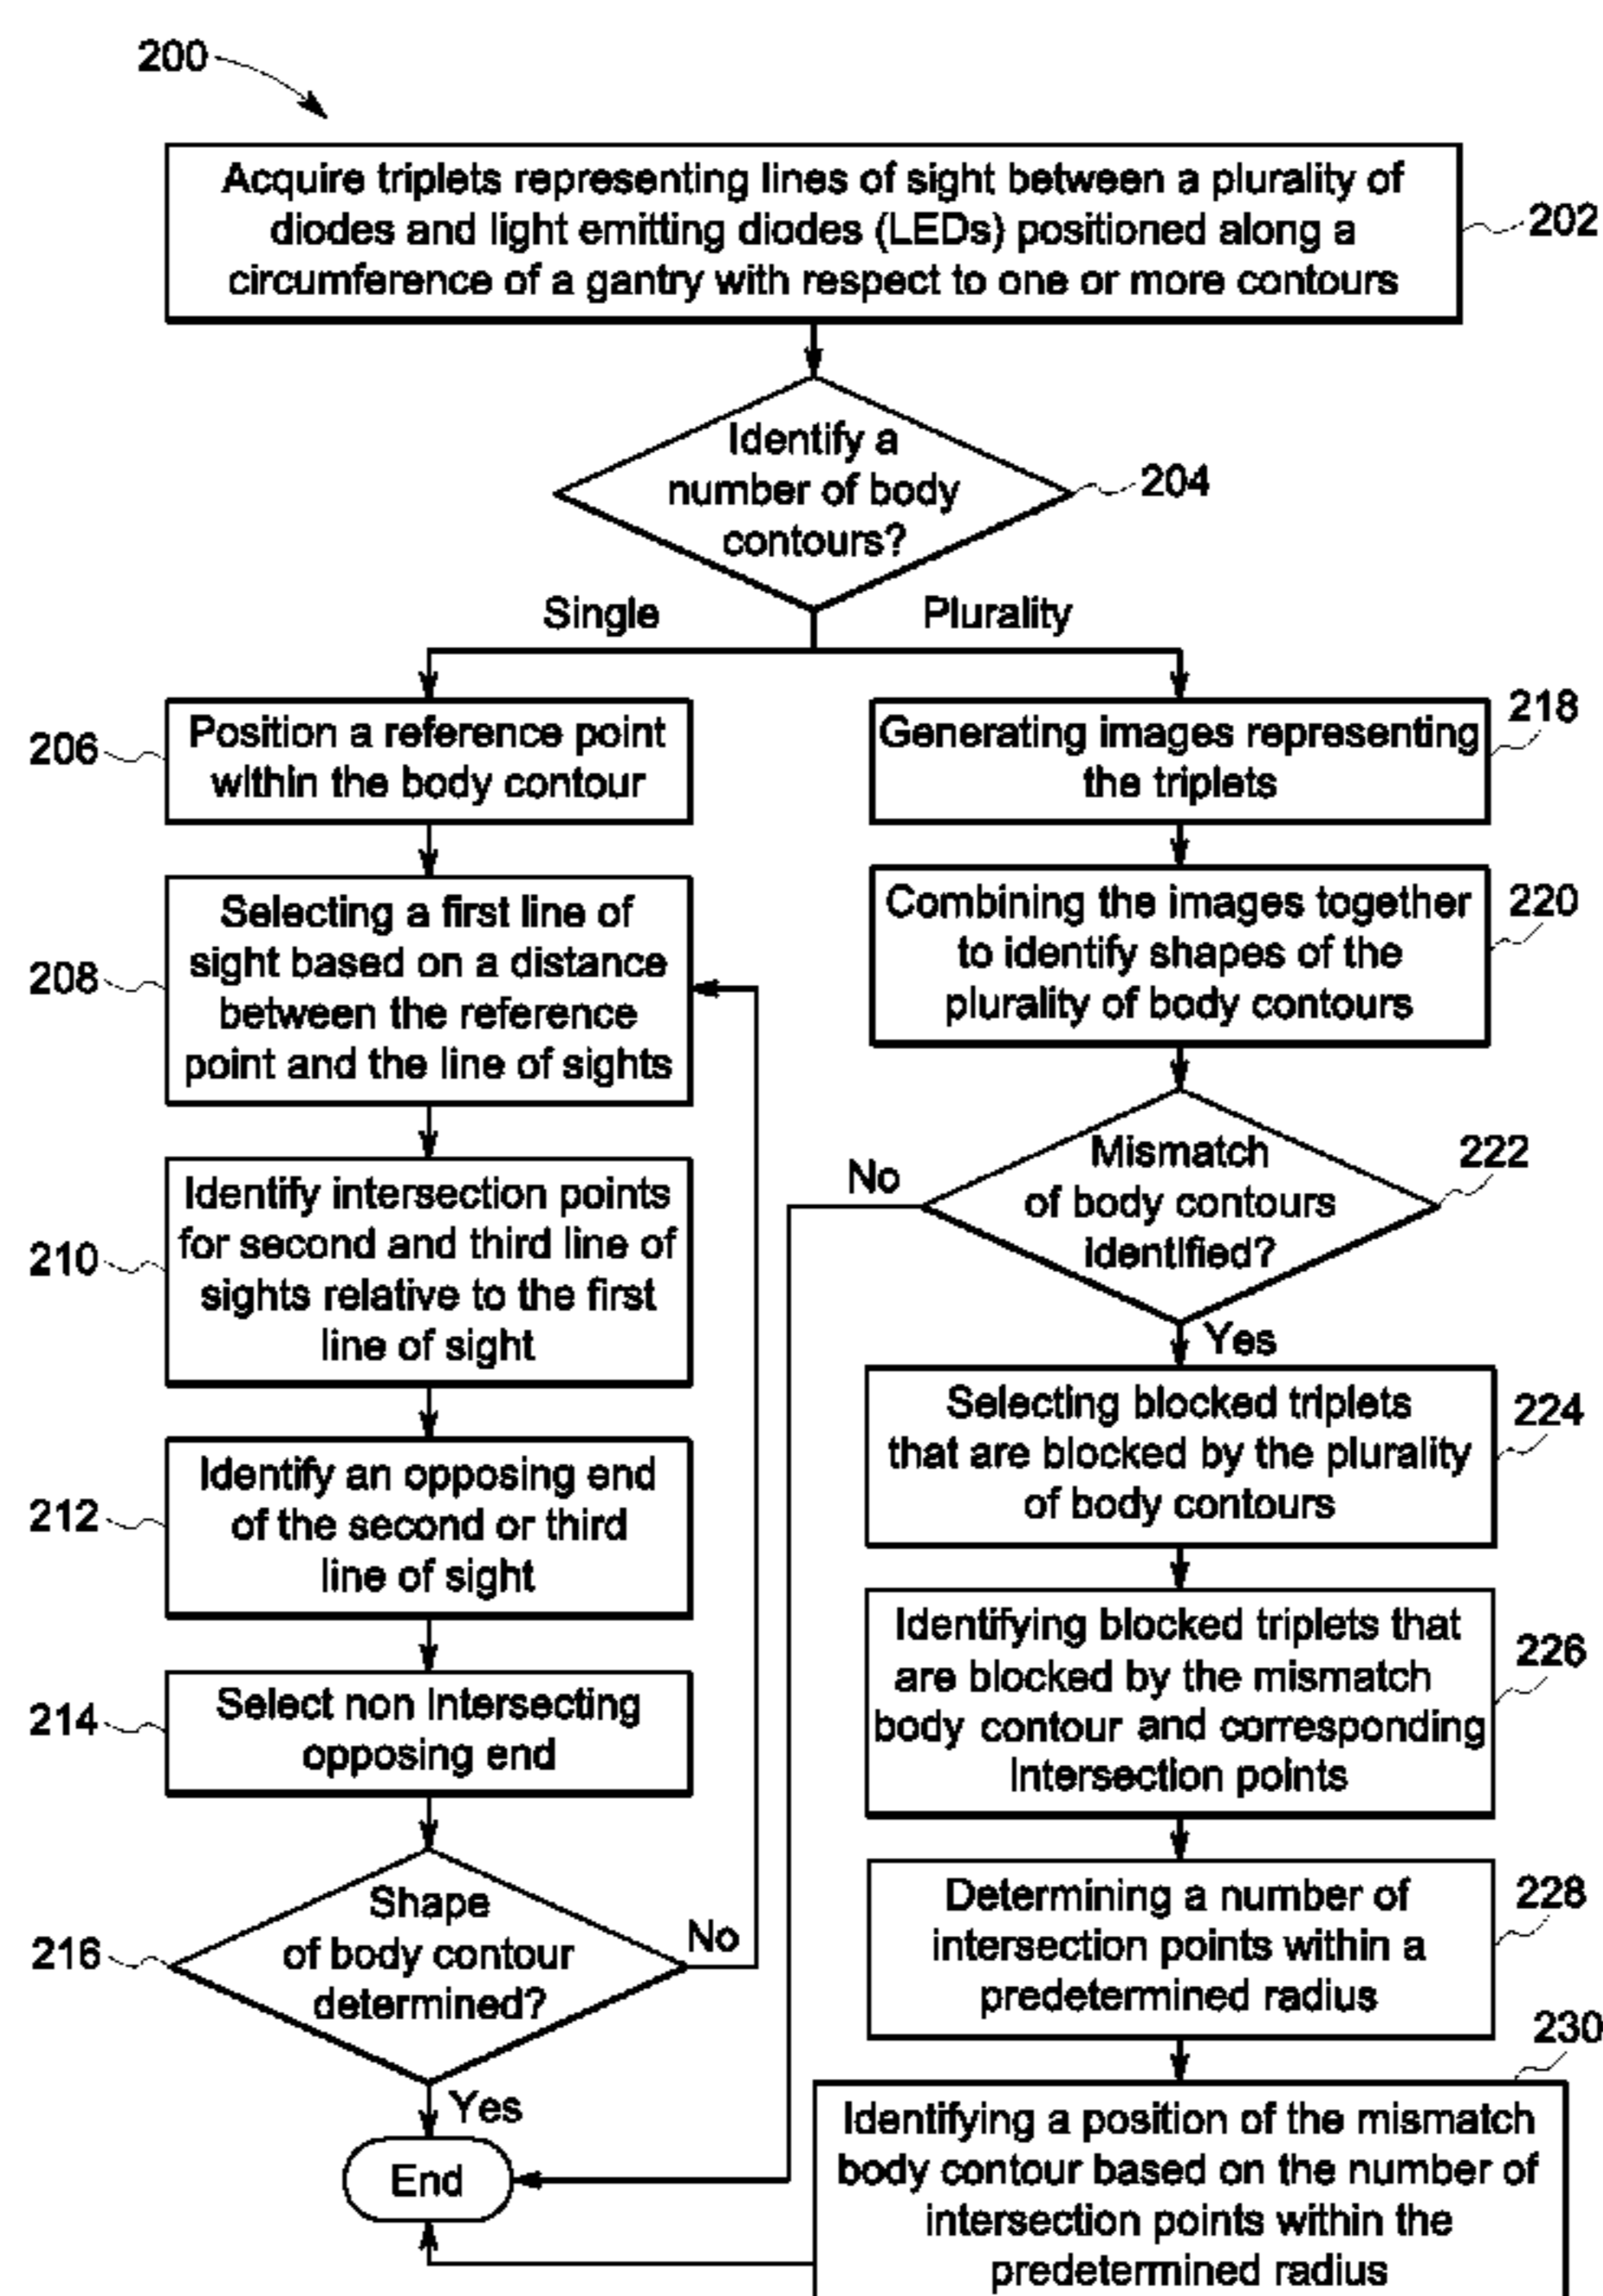 200
Acquire triplets representing lines of sight between a plurality of
diodes and light emitting diodes (LEDs) positioned along a
circumference of a gantry with respect to one or more contours
202
Identify a
number of body
contours?
204
Single
Plurality
206
Position a reference point
within the body contour
208
Selecting a first line of
sight based on a distance
between the reference
point and the line of sights
210
Identify intersection points
for second and third line of
sights relative to the first
line of sight
212
Identify an opposing end
of the second or third
line of sight
214
Select non intersecting
opposing end
216
Shape
of body contour
determined?
No
Yes
End
Generating images representing
the triplets
218
Combining the images together
to identify shapes of the
plurality of body contours
220
Mismatch
of body contours
identified?
222
No
Yes
Selecting blocked triplets
that are blocked by the plurality
of body contours
224
Identifying blocked triplets that
are blocked by the mismatch
body contour and corresponding
intersection points
226
Determining a number of
intersection points within a
predetermined radius
228
230
Identifying a position of the mismatch
body contour based on the number of
intersection points within the
predetermined radius